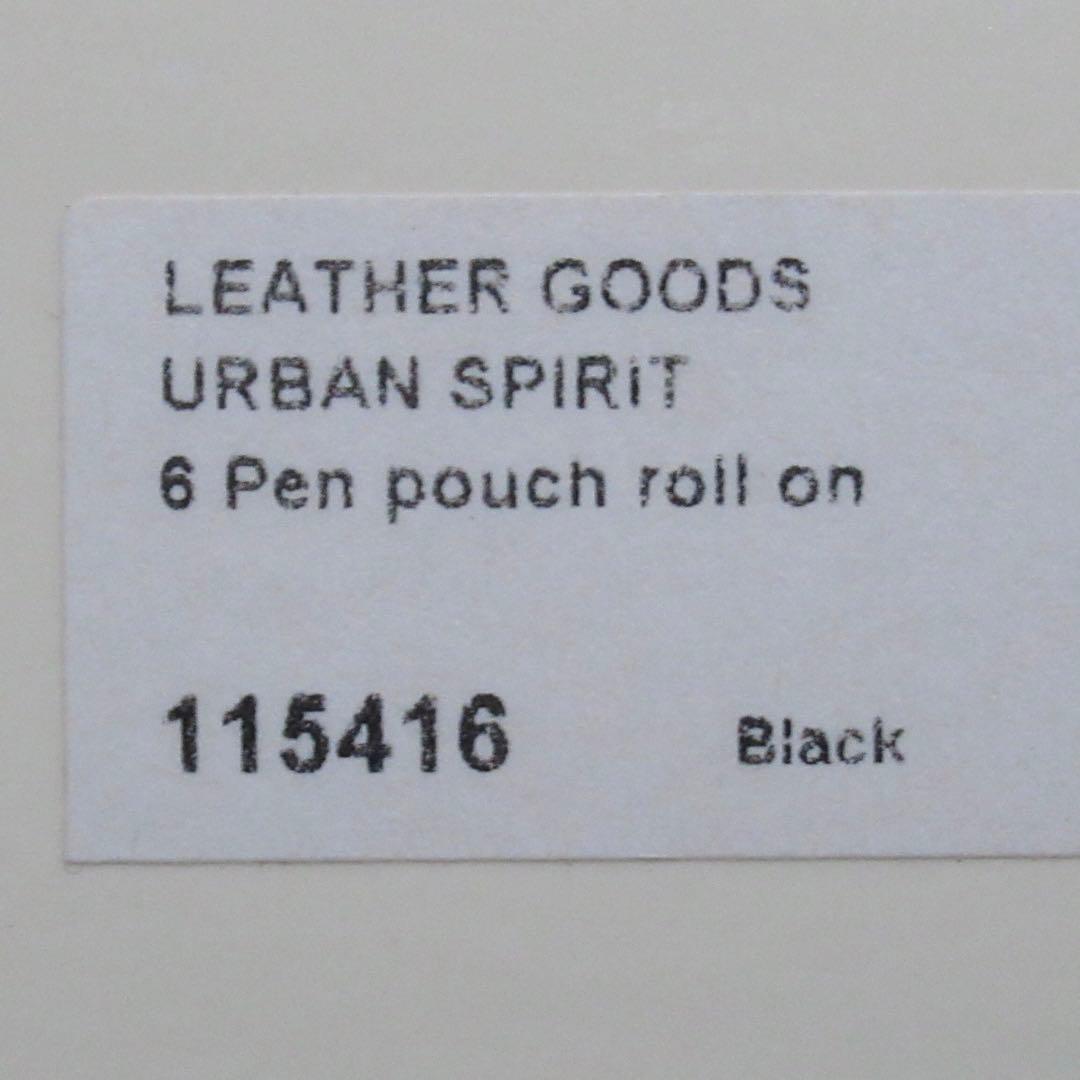 LEATHER GOODS
URBAN SPIRIT
6 Pen pouch roll on
115416 Black